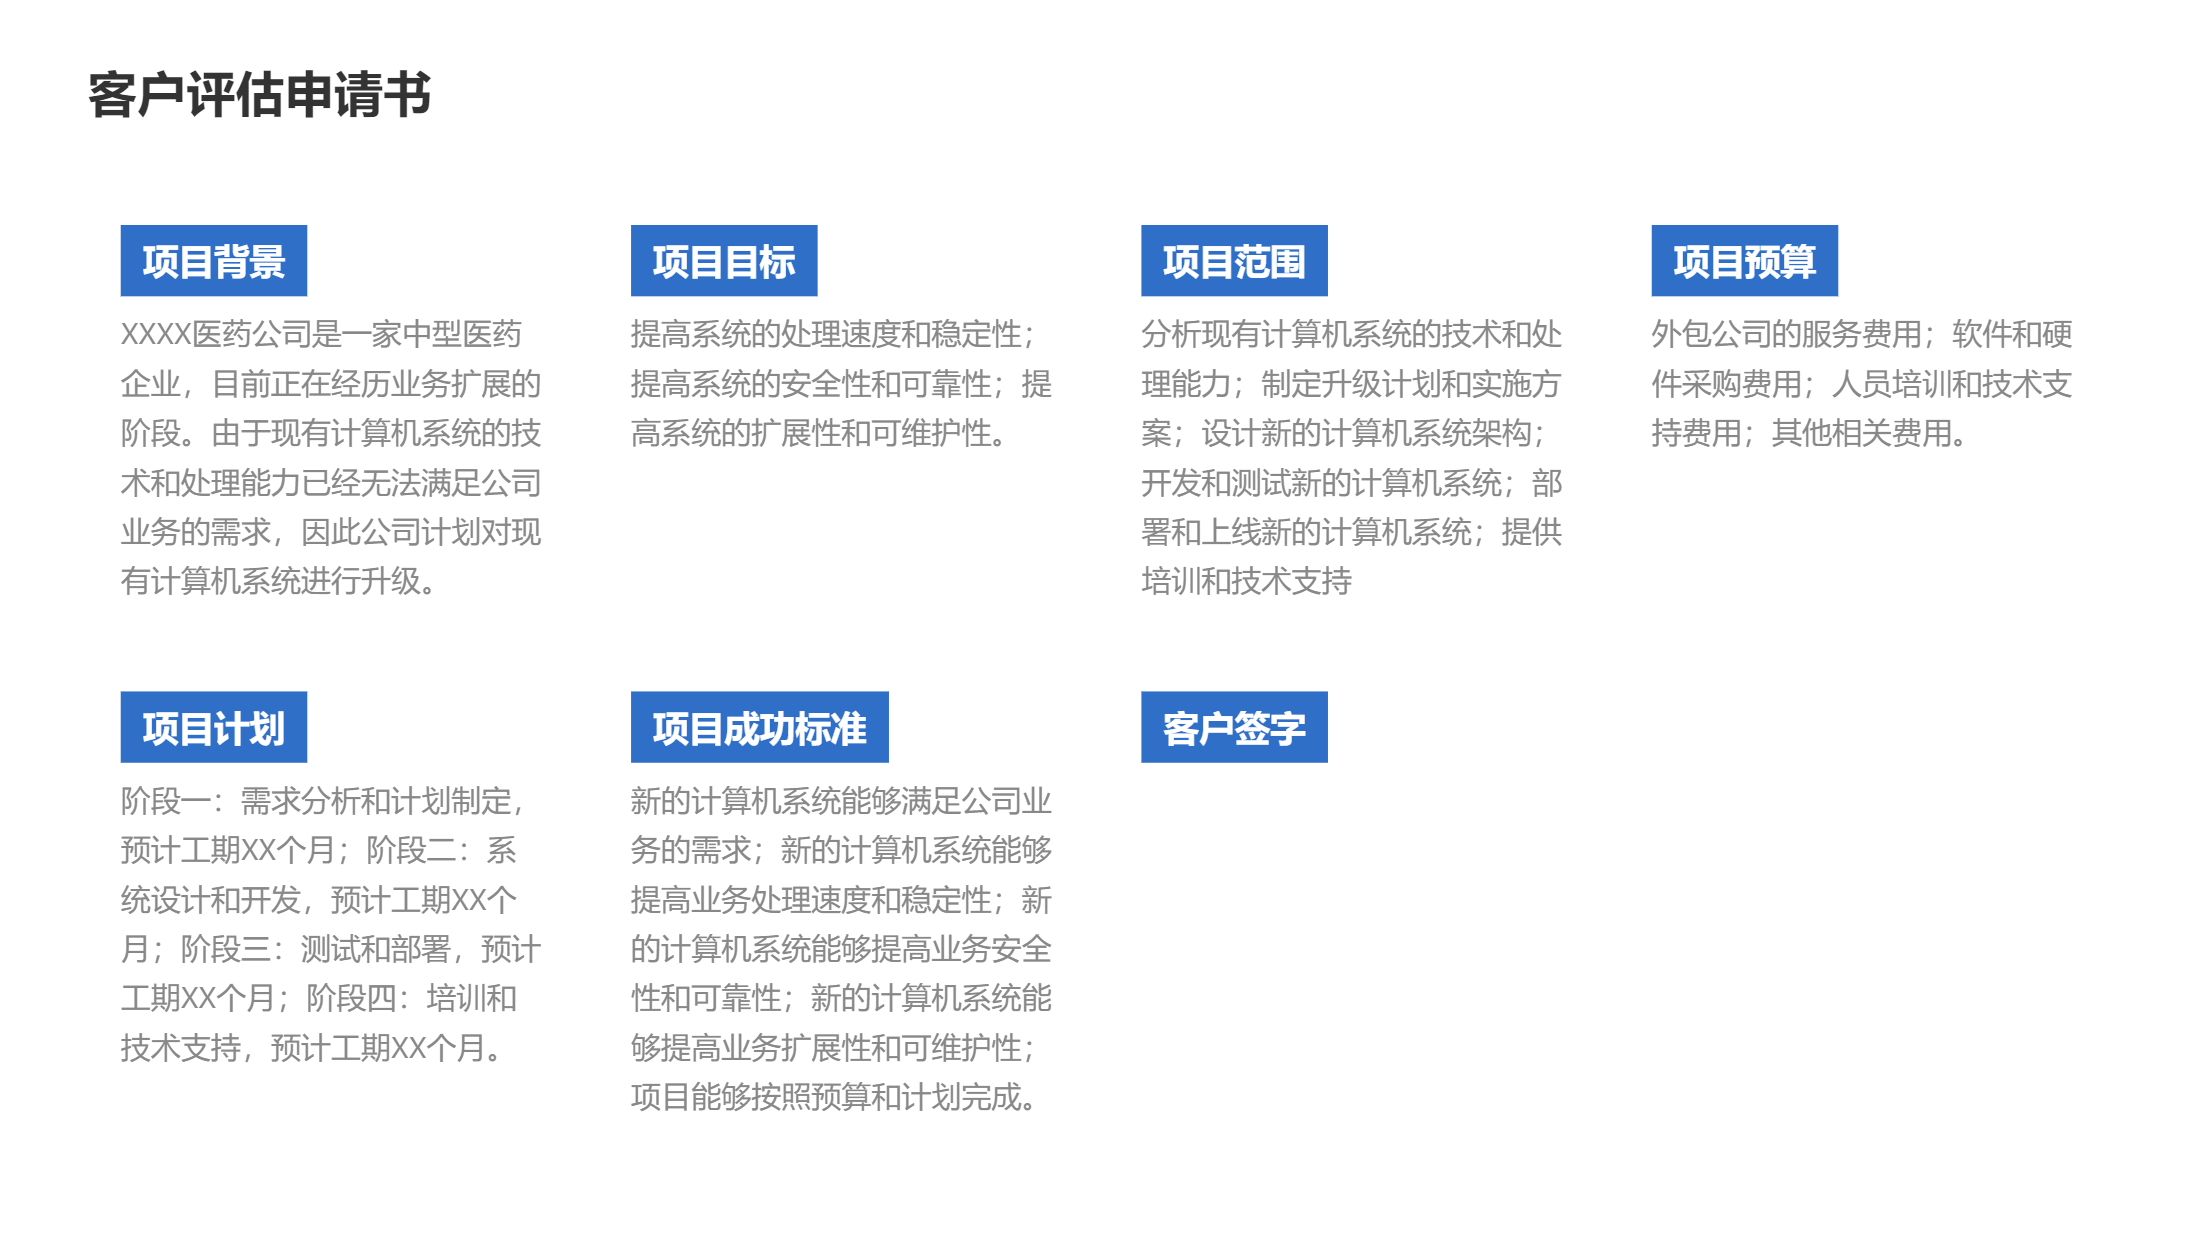 客户评估申请书
项目背景
XXXX医药公司是一家中型医药
企业，目前正在经历业务扩展的
阶段。由于现有计算机系统的技
术和处理能力已经无法满足公司
业务的需求，因此公司计划对现
有计算机系统进行升级。
项目目标
提高系统的处理速度和稳定性；
提高系统的安全性和可靠性；提
高系统的扩展性和可维护性。
项目范围
分析现有计算机系统的技术和处
理能力；制定升级计划和实施方
案；设计新的计算机系统架构；
开发和测试新的计算机系统；部
署和上线新的计算机系统；提供
培训和技术支持
项目预算
外包公司的服务费用；软件和硬
件采购费用；人员培训和技术支
持费用；其他相关费用。
项目计划
阶段一：需求分析和计划制定，
预计工期XX个月；阶段二：系
统设计和开发，预计工期XX个
月；阶段三：测试和部署，预计
工期XX个月；阶段四：培训和
技术支持，预计工期XX个月。
项目成功标准
新的计算机系统能够满足公司业
务的需求；新的计算机系统能够
提高业务处理速度和稳定性；新
的计算机系统能够提高业务安全
性和可靠性；新的计算机系统能
够提高业务扩展性和可维护性；
项目能够按照预算和计划完成。
客户签字